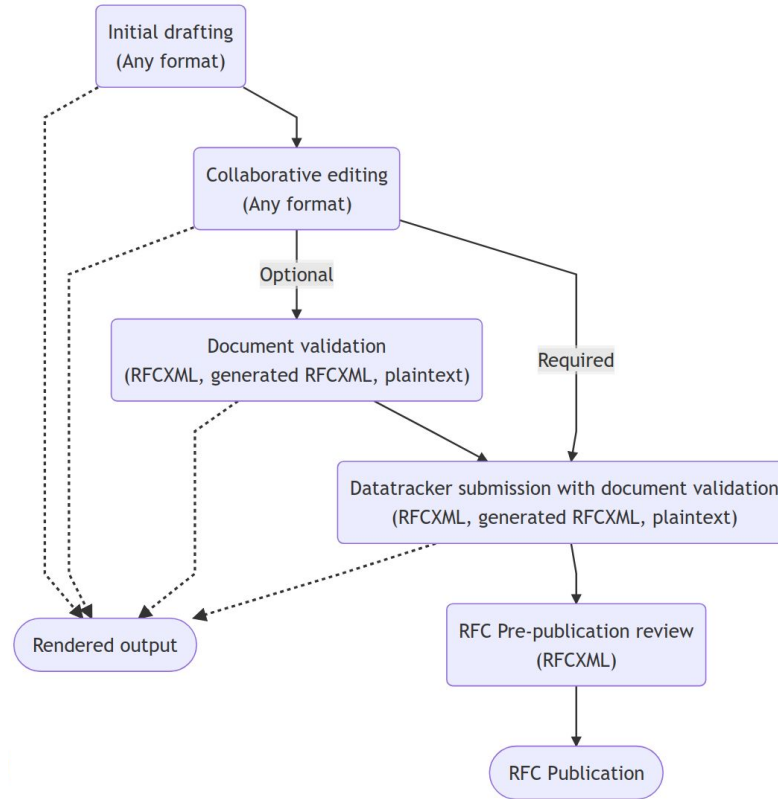 Initial drafting
(Any format)
Collaborative editing
(Any format)
Optional
Document validation
(RFCXML, generated RFCXML, plaintext)
Required
Datatracker submission with document validation
(RFCXML, generated RFCXML, plaintext)
Rendered output
RFC Pre-publication review
(RFCXML)
RFC Publication